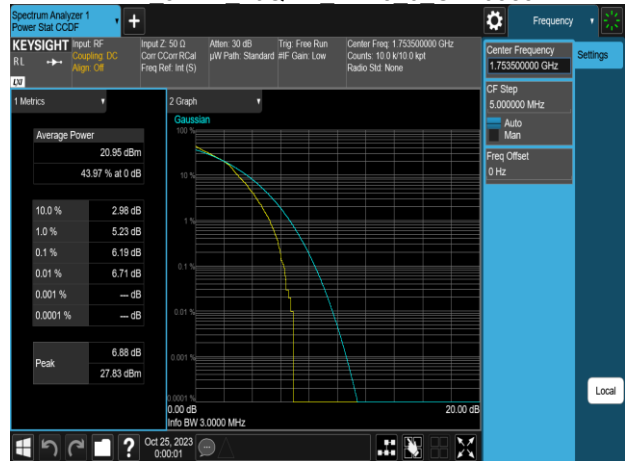 Spectrum Analyzer 1
Power Stat CCDF
Frequency
KEYSIGHT
RL
LXI
Input: RF
Coupling: DC
Align: Off
Input Z: 50 Ω
Corr CCorr RCal
Freq Ref: Int (S)
Atten: 30 dB
µW Path: Standard
Trig: Free Run
#IF Gain: Low
Center Freq: 1.753500000 GHz
Counts: 10.0 k/10.0 kpt
Radio Std: None
Center Frequency
1.753500000 GHz
Settings
CF Step
5.000000 MHz
Auto
Man
Freq Offset
0 Hz
1 Metrics
Average Power
20.95 dBm
43.97 % at 0 dB
10.0 % 2.98 dB
1.0 % 5.23 dB
0.1 % 6.19 dB
0.01 % 6.71 dB
0.001 % --- dB
0.0001 % --- dB
Peak 6.88 dB
27.83 dBm
2 Graph
Gaussian
100 %
10 %
1 %
0.1 %
0.01 %
0.001 %
0.0001 %
0.00 dB 20.00 dB
Info BW 3.0000 MHz
Local
?
Oct 25, 2023
0:00:01